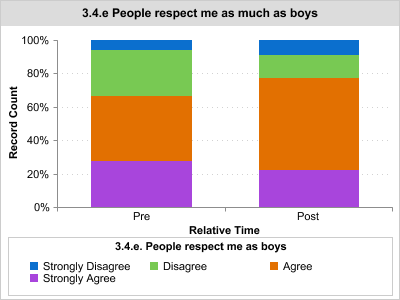 3.4.e People respect me as much as boys
100%
80%
60%
40%
20%
0%
Record Count
Pre
Post
Relative Time
3.4.e. People respect me as boys
Strongly Disagree
Disagree
Agree
Strongly Agree